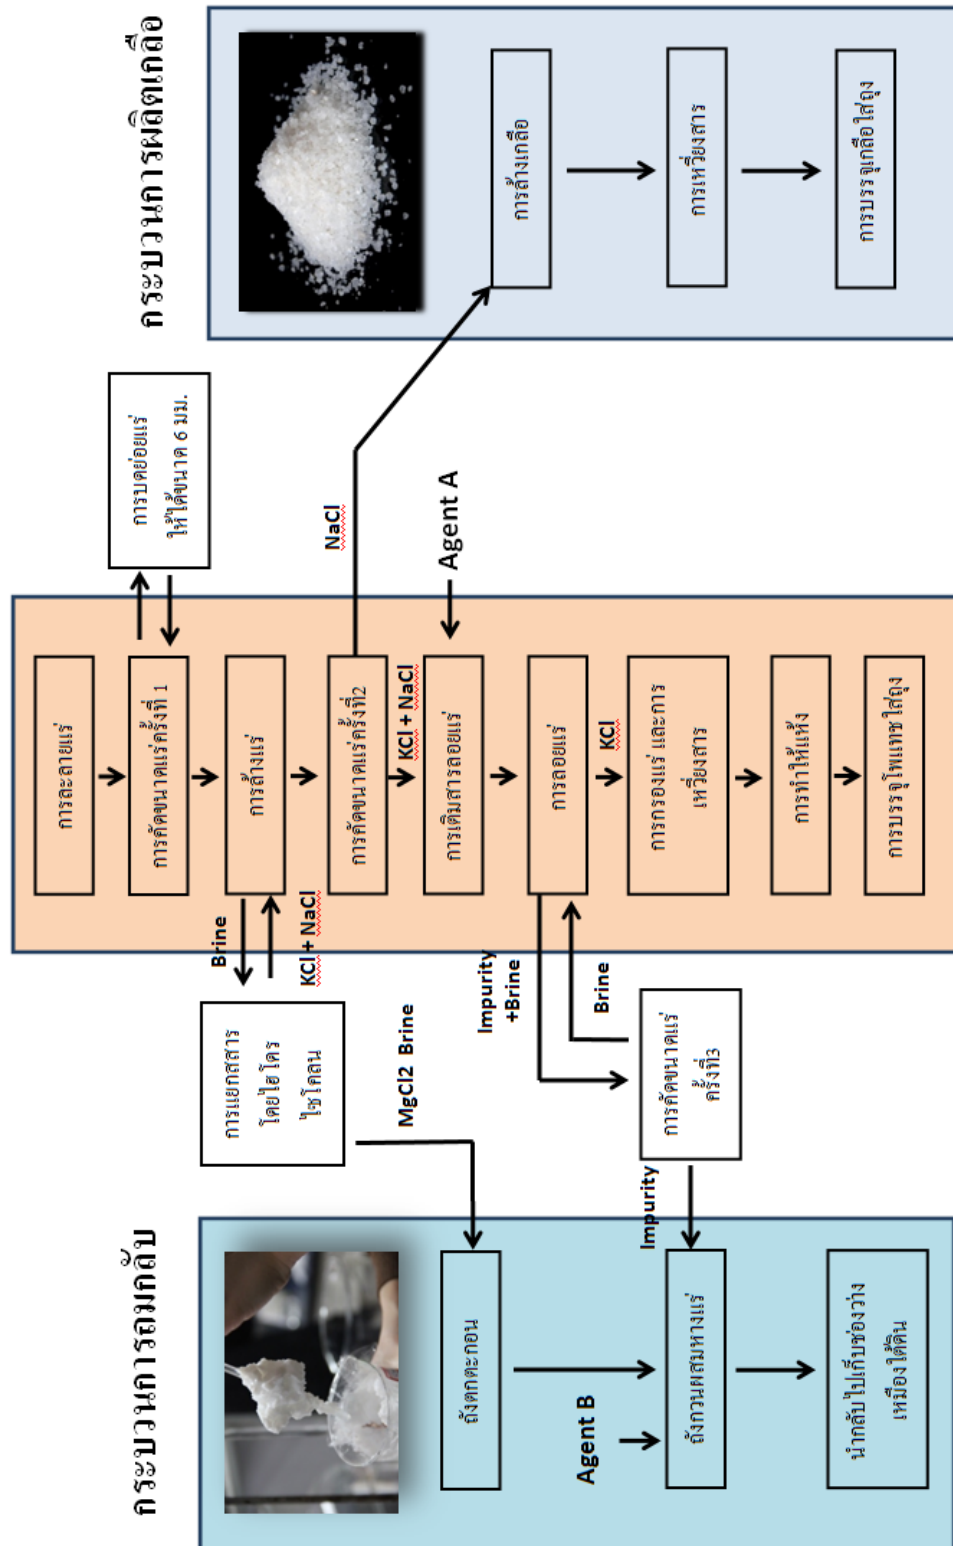 กระบวนการถมกลับ
ถังตกตะกอน
Agent B
ถังกวนผสมหางแร่
นำกลับไปเก็บช่องว่าง
เหมืองใต้ดิน
การแยกสสาร
โดยไฮโดร
ไซโคลน
MgCl2 Brine
Impurity
การคัดขนาดแร่
ครั้งที่3
Brine
KCl + NaCl
Impurity
+Brine
Brine
การละลายแร่
การคัดขนาดแร่ครั้งที่ 1
การล้างแร่
การคัดขนาดแร่ครั้งที่2
KCl + NaCl
การเติมสารลอยแร่
การลอยแร่
KCl
การกรองแร่ และการ
เหวี่ยงสาร
การทำให้แห้ง
การบรรจุโพแทชใส่ถุง
การบดย่อยแร่
ให้ได้ขนาด 6 มม.
NaCl
Agent A
กระบวนการผลิตเกลือ
การล้างเกลือ
การเหวี่ยงสาร
การบรรจุเกลือใส่ถุง